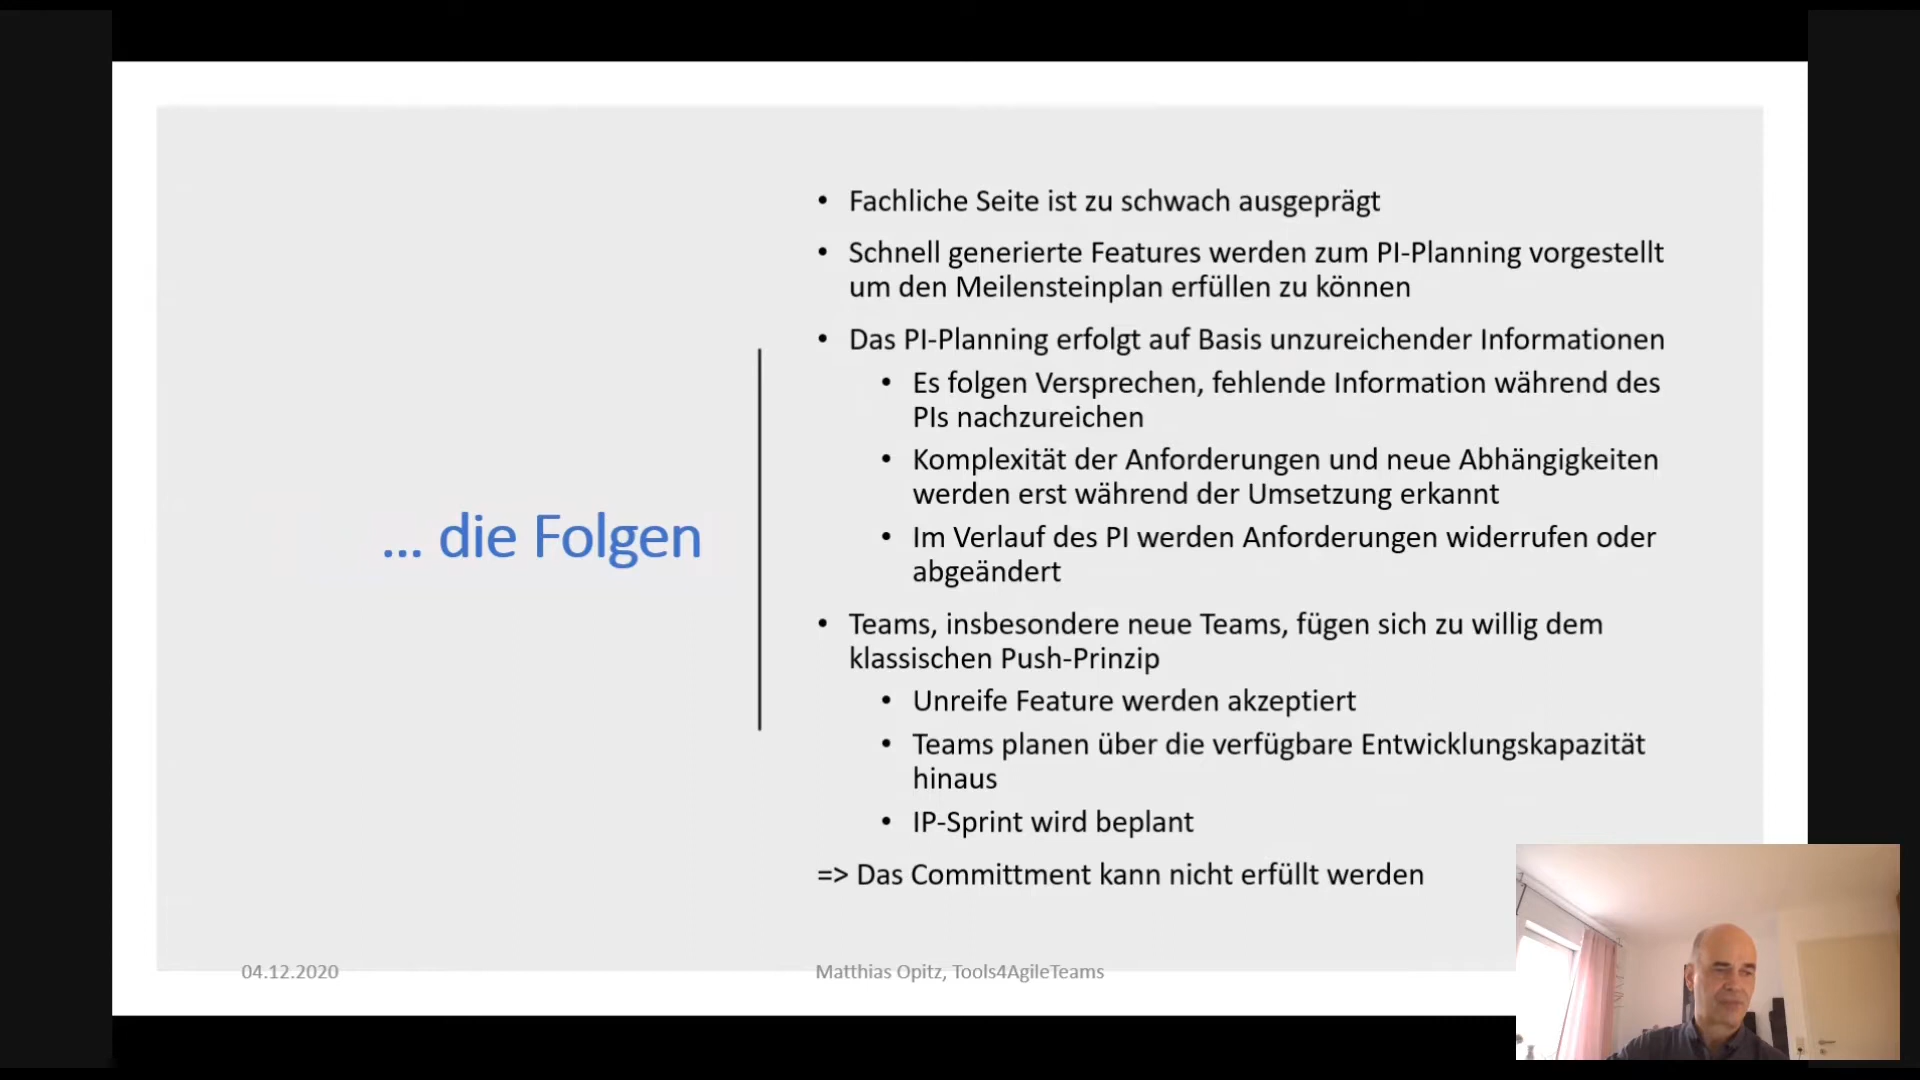 ... die Folgen
• Fachliche Seite ist zu schwach ausgeprägt
• Schnell generierte Features werden zum PI-Planning vorgestellt
um den Meilensteinplan erfüllen zu können
• Das PI-Planning erfolgt auf Basis unzureichender Informationen
• Es folgen Versprechen, fehlende Information während des
PIs nachzureichen
• Komplexität der Anforderungen und neue Abhängigkeiten
werden erst während der Umsetzung erkannt
• Im Verlauf des PI werden Anforderungen widerrufen oder
abgeändert
• Teams, insbesondere neue Teams, fügen sich zu willig dem
klassischen Push-Prinzip
• Unreife Feature werden akzeptiert
• Teams planen über die verfügbare Entwicklungskapazität
hinaus
• IP-Sprint wird beplant
=> Das Committment kann nicht erfüllt werden
04.12.2020
Matthias Opitz, Tools4AgileTeams